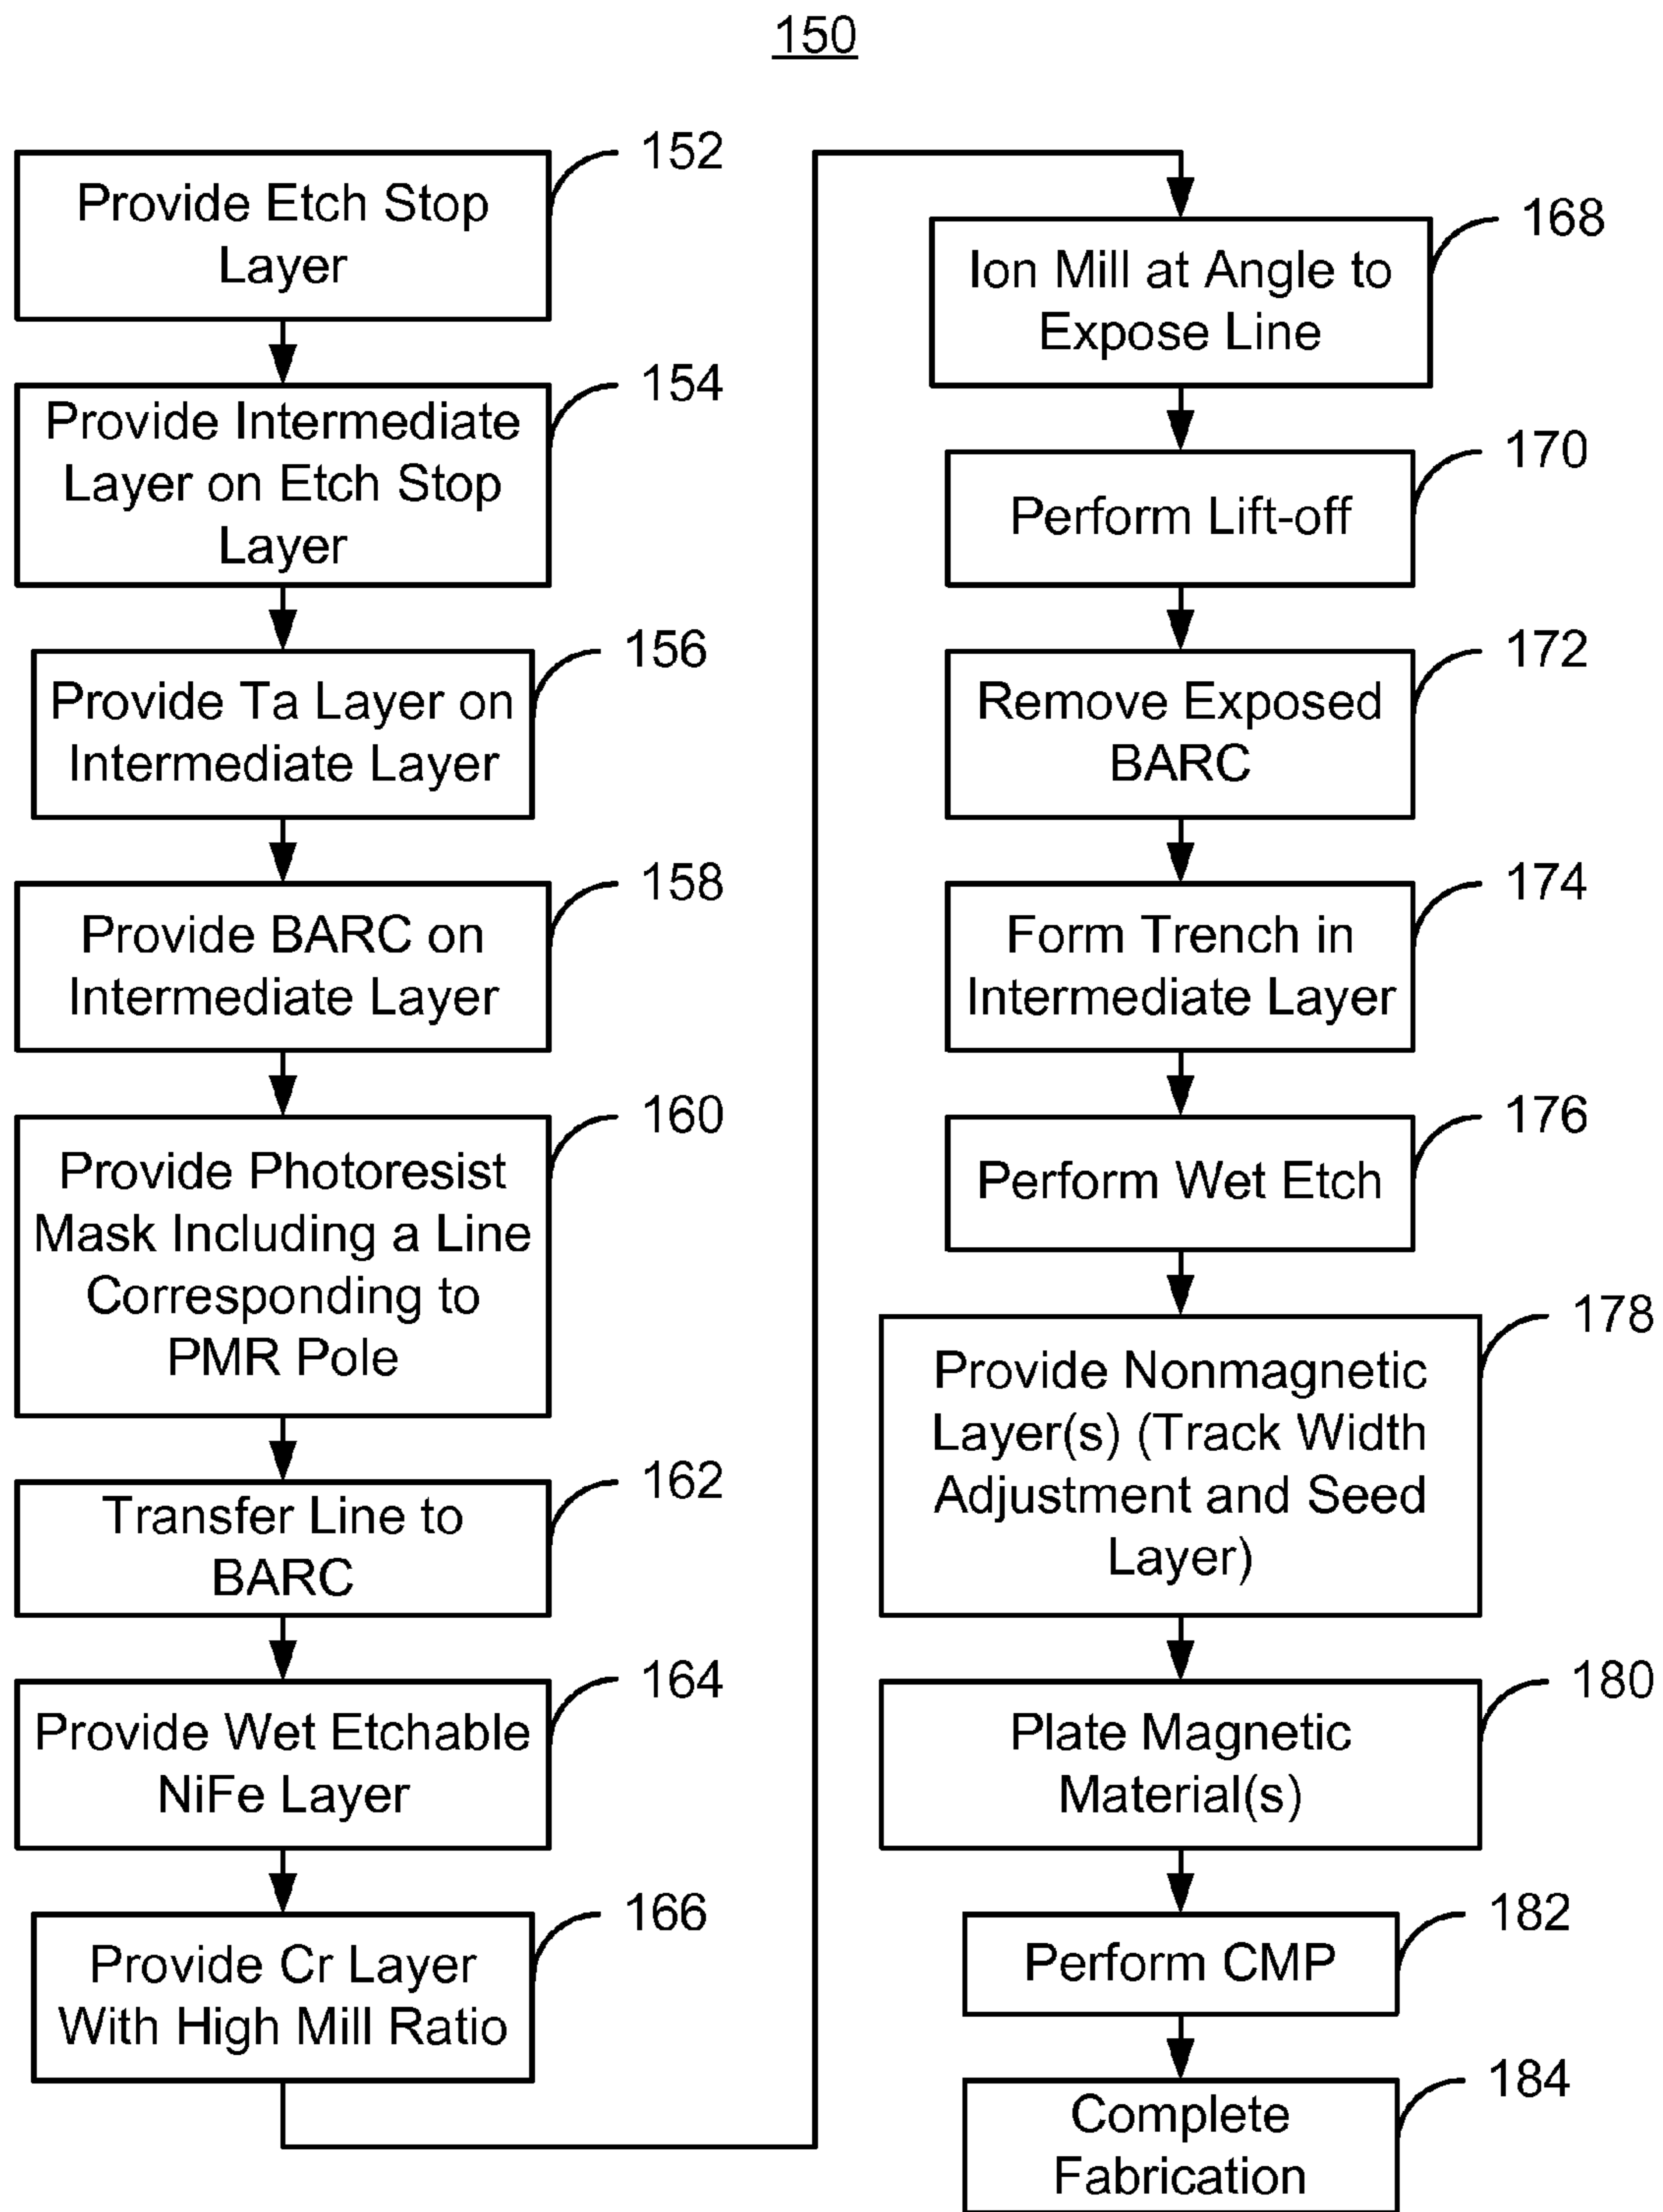 150
152
Provide Etch Stop
Layer
154
Provide Intermediate
Layer on Etch Stop
Layer
156
Provide Ta Layer on
Intermediate Layer
158
Provide BARC on
Intermediate Layer
160
Provide Photoresist
Mask Including a Line
Corresponding to
PMR Pole
162
Transfer Line to
BARC
164
Provide Wet Etchable
NiFe Layer
166
Provide Cr Layer
With High Mill Ratio
168
Ion Mill at Angle to
Expose Line
170
Perform Lift-off
172
Remove Exposed
BARC
174
Form Trench in
Intermediate Layer
176
Perform Wet Etch
178
Provide Nonmagnetic
Layer(s) (Track Width
Adjustment and Seed
Layer)
180
Plate Magnetic
Material(s)
182
Perform CMP
184
Complete
Fabrication